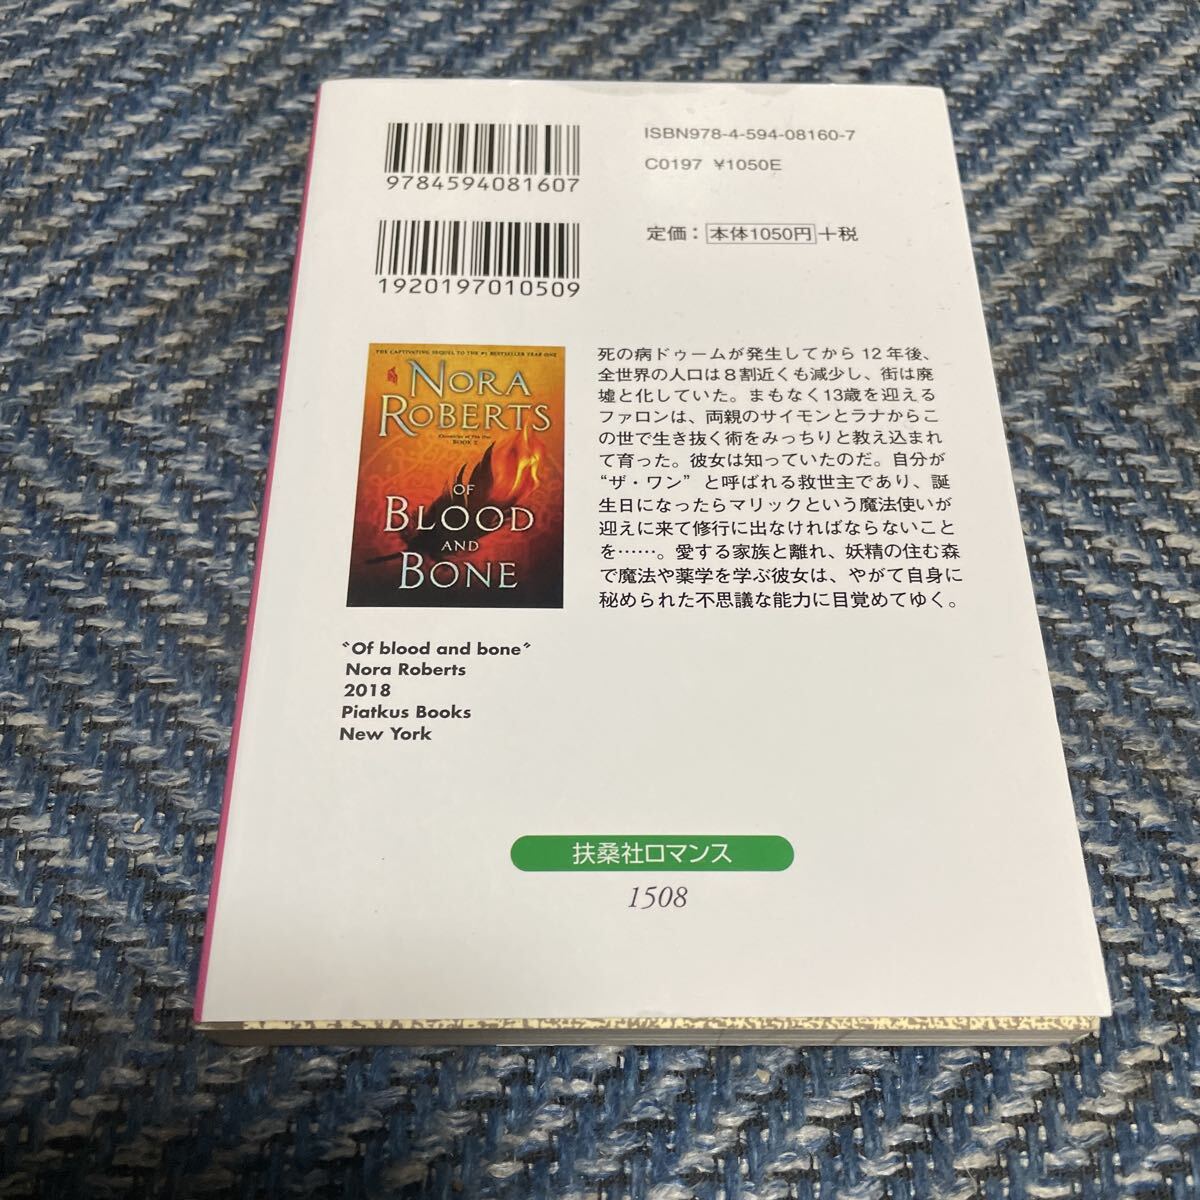 ISBN978-4-594-08160-7
C0197 ¥1050E
9784594081607
定価：本体1050円+税
1920197010509
THE CAPTIVATING SEQUEL TO THE #1 BESTSELLER YEAR ONE
NORA
ROBERTS
Chronicles of The One
BOOK 2
OF
BLOOD
AND
BONE
死の病ドゥームが発生してから12年後、
全世界の人口は８割近くも減少し、街は廃
墟と化していた。まもなく13歳を迎える
ファロンは、両親のサイモンとラナからこ
の世で生き抜く術をみっちりと教え込まれ
て育った。彼女は知っていたのだ。自分が
“ザ・ワン” と呼ばれる救世主であり、誕
生日になったらマリックという魔法使いが
迎えに来て修行に出なければならないこと
を……。愛する家族と離れ、妖精の住む森
で魔法や薬学を学ぶ彼女は、やがて自身に
秘められた不思議な能力に目覚めてゆく。
〝Of blood and bone〞
Nora Roberts
2018
Piatkus Books
New York
扶桑社ロマンス
1508